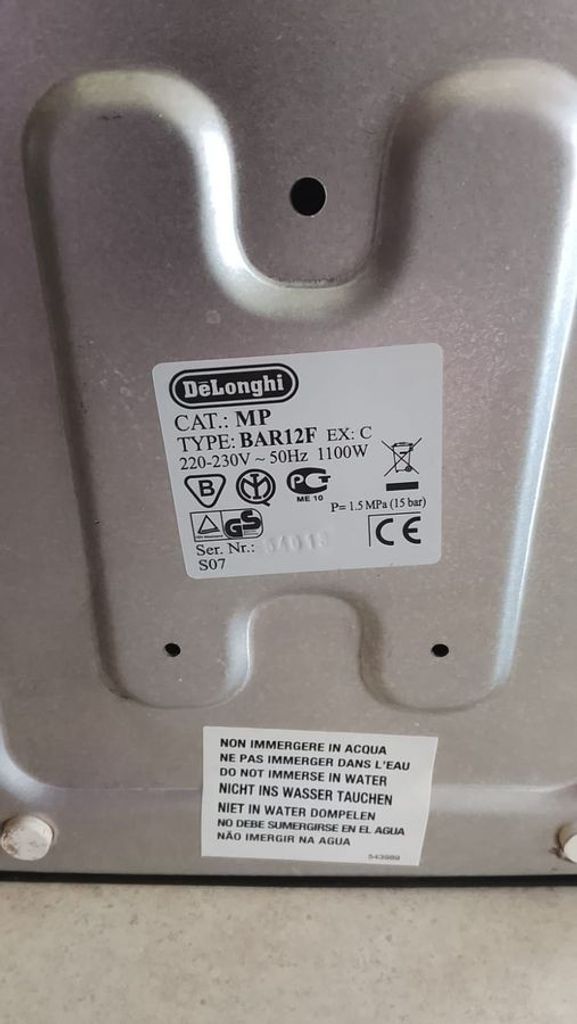 DeLonghi
CAT.: MP
TYPE: BAR12F EX: C
220-230V ~ 50Hz 1100W
B
PG
ME 10
P= 1.5 MPa (15 bar)
GS
CE
Ser. Nr.:
S07
NON IMMERGERE IN ACQUA
NE PAS IMMERGER DANS L'EAU
DO NOT IMMERSE IN WATER
NICHT INS WASSER TAUCHEN
NIET IN WATER DOMPELEN
NO DEBE SUMERGIRSE EN EL AGUA
NÃO IMERGIR NA AGUA
543989